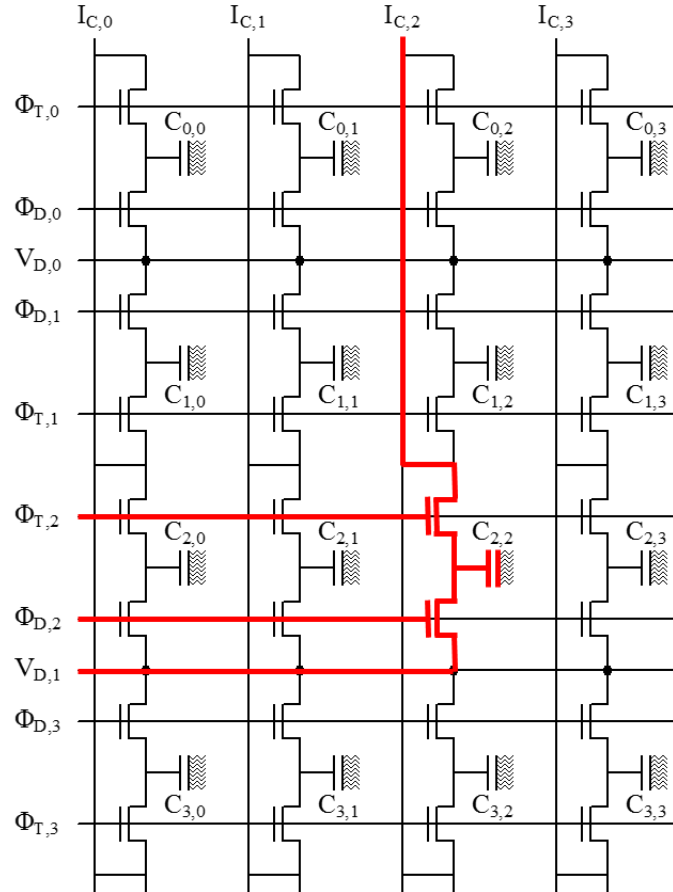 I_C,0 I_C,1 I_C,2 I_C,3
Φ_T,0
C_0,0 C_0,1 C_0,2 C_0,3
Φ_D,0
V_D,0
Φ_D,1
C_1,0 C_1,1 C_1,2 C_1,3
Φ_T,1
Φ_T,2
C_2,0 C_2,1 C_2,2 C_2,3
Φ_D,2
V_D,1
Φ_D,3
C_3,0 C_3,1 C_3,2 C_3,3
Φ_T,3